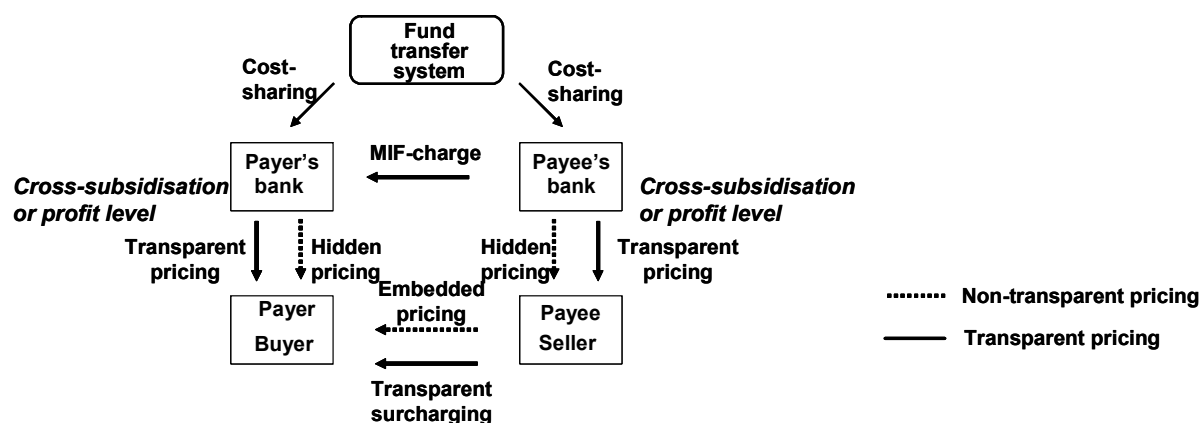 Fund
transfer
system
Cost-
sharing
Cost-
sharing
Payer's
bank
MIF-charge
Payee's
bank
Cross-subsidisation
or profit level
Cross-subsidisation
or profit level
Transparent
pricing
Hidden
pricing
Hidden
pricing
Transparent
pricing
Embedded
pricing
Payer
Buyer
Payee
Seller
Transparent
surcharging
Non-transparent pricing
Transparent pricing